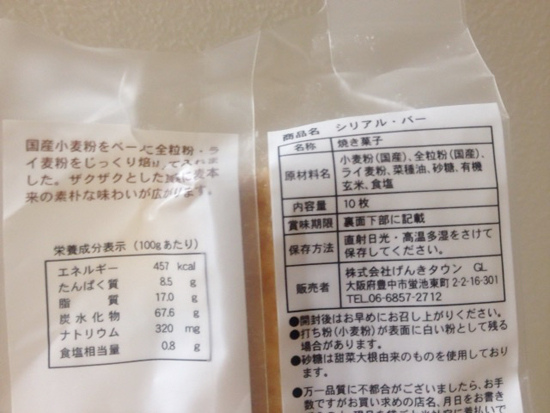 国産小麦粉をベースに全粒粉・ラ
イ麦粉をじっくり焙
した。ザクザクとした
来の素朴な味わいが広がります。
栄養成分表示（100gあたり）
エネルギー 457 kcal
たんぱく質 8.5 g
脂質 17.0 g
炭水化物 67.6 g
ナトリウム 320 mg
食塩相当量 0.8 g
商品名 シリアル・バー
名称 焼き菓子
原材料名 小麦粉(国産)、全粒粉(国産)、
ライ麦粉、菜種油、砂糖、有機
玄米、食塩
内容量 10枚
賞味期限 裏面下部に記載
保存方法 直射日光・高温多湿をさけて
保存してください。
販売者 株式会社げんきタウン GL
大阪府豊中市蛍池東町2-2-16-301
TEL.06-6857-2712
●開封後はお早めにお召し上がりください。
●打ち粉(小麦粉)が表面に白い粉として残る
場合があります。
●砂糖は甜菜大根由来のものを使用しており
ます。
●万一品質に不都合がございましたら、お手
数ですがお買い求めの店名、月日をお書き